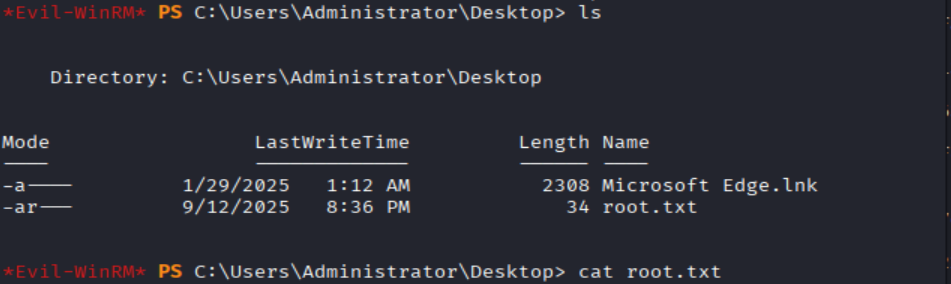 *Evil-WinRM* PS C:\Users\Administrator\Desktop> ls
Directory: C:\Users\Administrator\Desktop
Mode LastWriteTime Length Name
---- ------------- ------ ----
-a---- 1/29/2025 1:12 AM 2308 Microsoft Edge.lnk
-ar--- 9/12/2025 8:36 PM 34 root.txt
*Evil-WinRM* PS C:\Users\Administrator\Desktop> cat root.txt